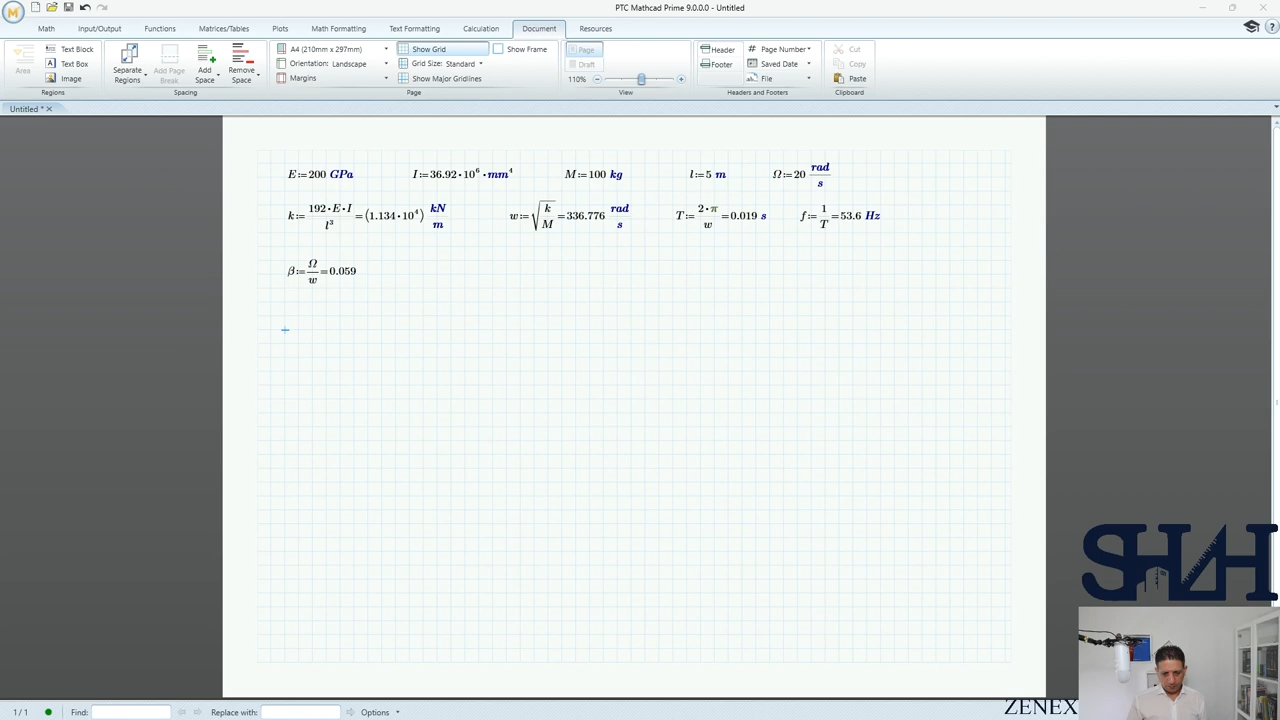 PTC Mathcad Prime 9.0.0.0 - Untitled
Math Input/Output Functions Matrices/Tables Plots Math Formatting Text Formatting Calculation Document Resources
Area Text Block Text Box Image Regions
Separate Regions Add Page Break Add Space Remove Space Spacing
A4 (210mm x 297mm) Show Grid Show Frame
Orientation: Landscape Grid Size: Standard
Margins Show Major Gridlines
Page
Page Draft 110% View
Header Page Number
Footer Saved Date
File
Headers and Footers
Cut Copy Paste Clipboard
Untitled *
E:=200 GPa I:=36.92•10⁶•mm⁴ M:=100 kg l:=5 m Ω:=20 rad/s
k:=192•E•I/l³=(1.134•10⁴) kN/m w:=√(k/M)=336.776 rad/s T:=2•π/w=0.019 s f:=1/T=53.6 Hz
β:=Ω/w=0.059
SHZH
ZENEX
1 / 1 Find: Replace with: Options